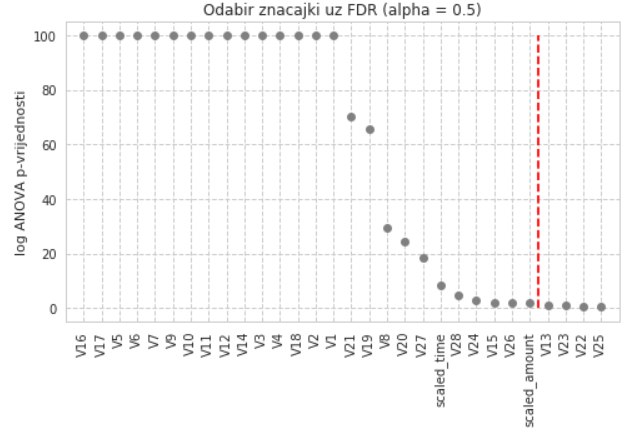 Odabir znacajki uz FDR (alpha = 0.5)
log ANOVA p-vrijednosti
100
80
60
40
20
0
V16
V17
V5
V6
V7
V9
V10
V11
V12
V14
V3
V4
V18
V2
V1
V21
V19
V8
V20
V27
scaled_time
V28
V24
V15
V26
scaled_amount
V13
V23
V22
V25